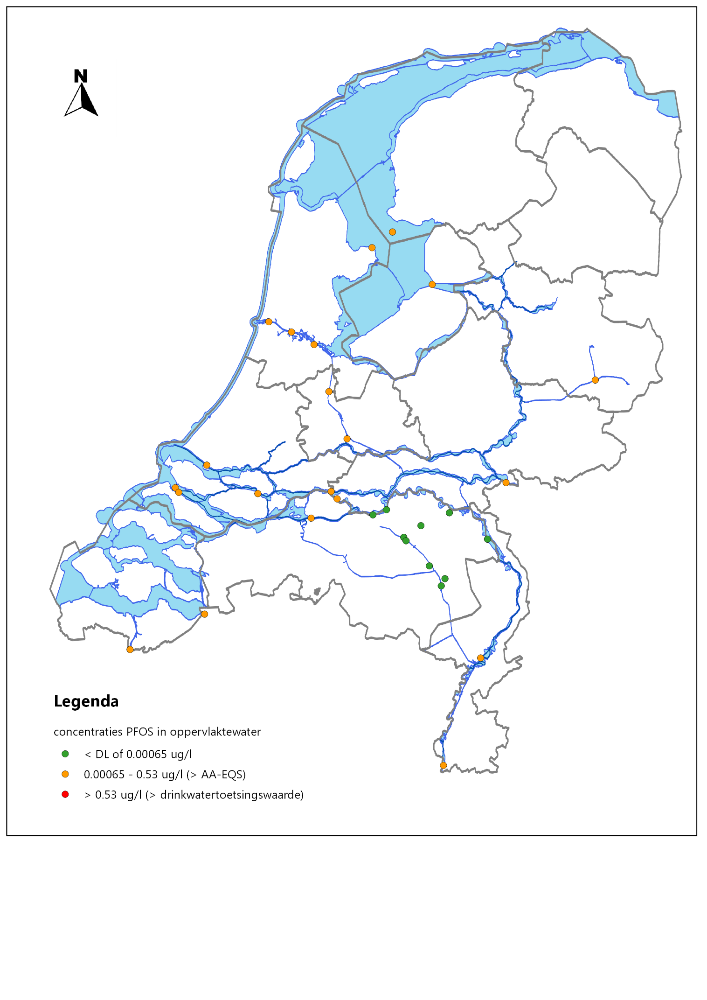 N
Legenda
concentraties PFOS in oppervlaktewater
< DL of 0.00065 ug/l
0.00065 - 0.53 ug/l (> AA-EQS)
> 0.53 ug/l (> drinkwatertoetsingswaarde)